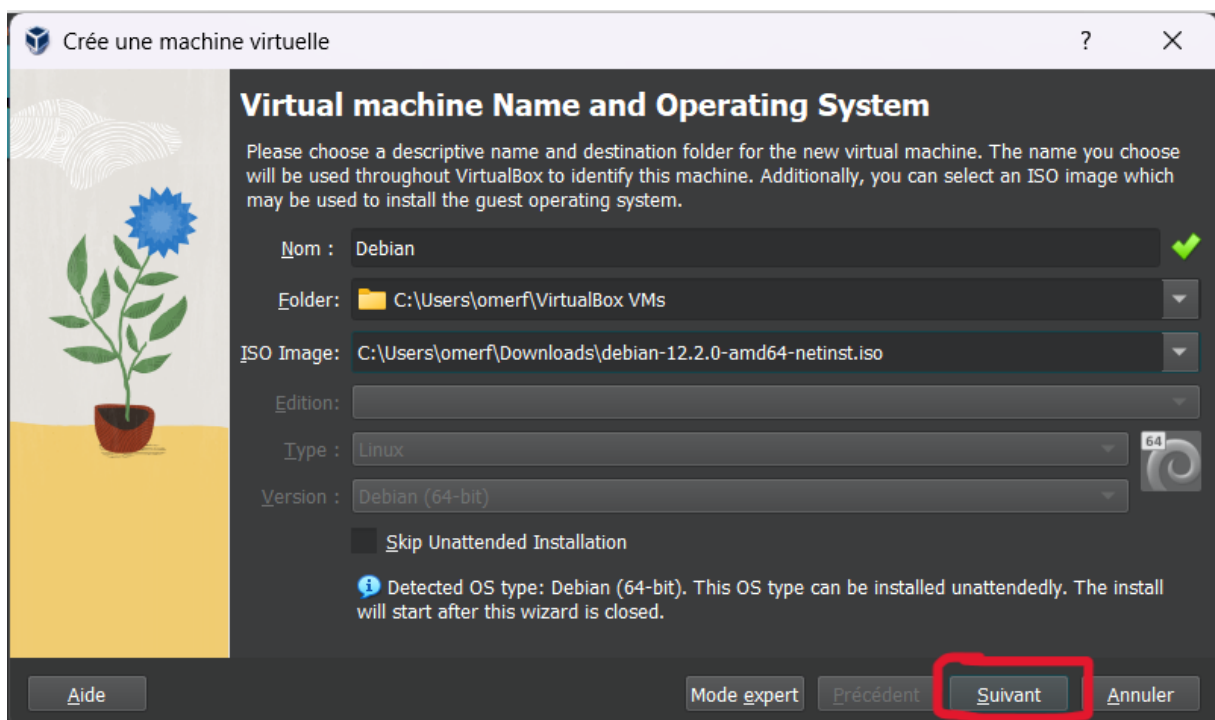 Crée une machine virtuelle
?
Virtual machine Name and Operating System
Please choose a descriptive name and destination folder for the new virtual machine. The name you choose
will be used throughout VirtualBox to identify this machine. Additionally, you can select an ISO image which
may be used to install the guest operating system.
Nom : Debian
Folder: C:\Users\omerf\VirtualBox VMs
ISO Image: C:\Users\omerf\Downloads\debian-12.2.0-amd64-netinst.iso
Edition:
Type : Linux
64
Version : Debian (64-bit)
Skip Unattended Installation
Detected OS type: Debian (64-bit). This OS type can be installed unattendedly. The install
will start after this wizard is closed.
Aide Mode expert Précédent Suivant Annuler